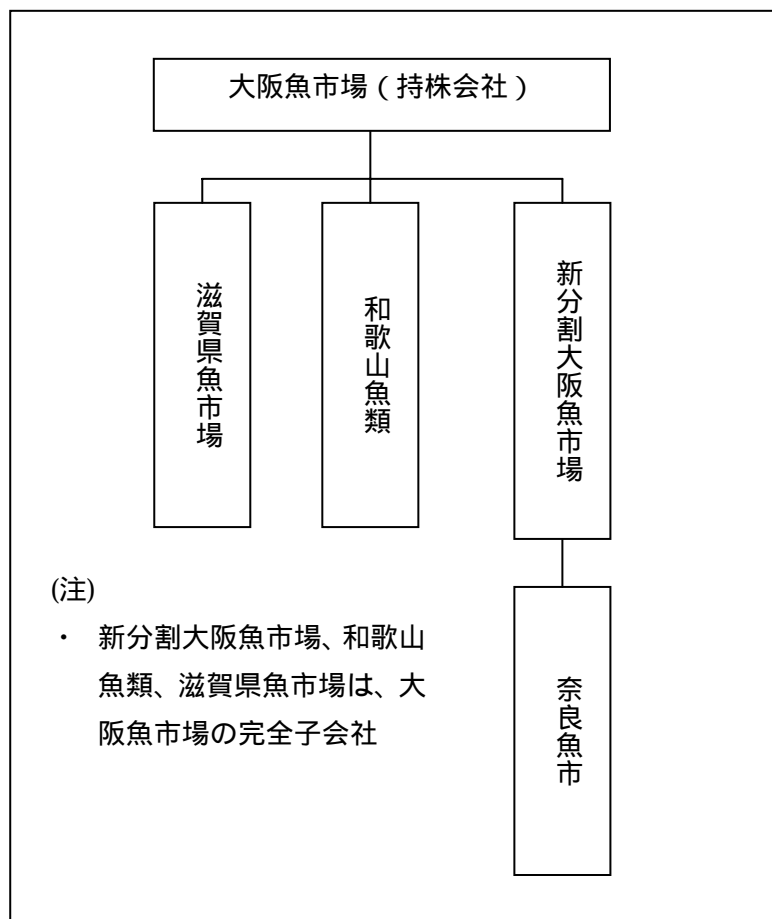 大阪魚市場（持株会社）
滋賀県魚市場
和歌山魚類
新分割大阪魚市場
奈良魚市
(注)
・ 新分割大阪魚市場、和歌山
魚類、滋賀県魚市場は、大
阪魚市場の完全子会社